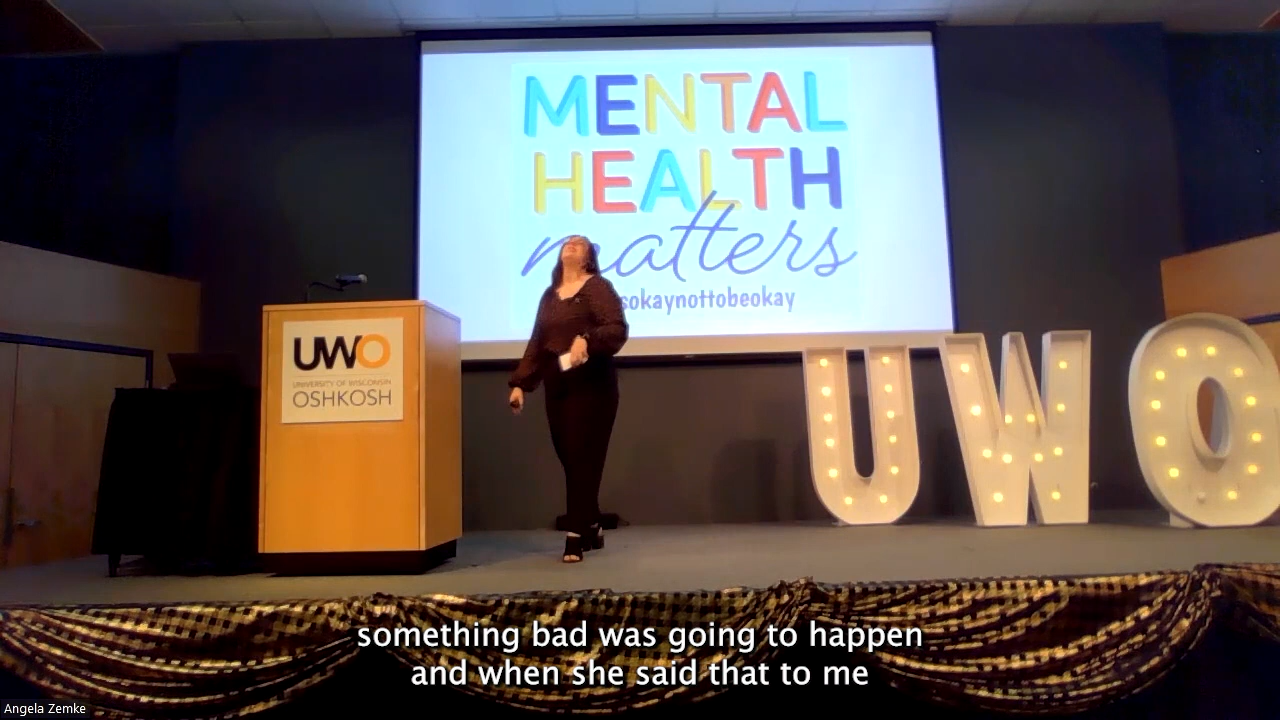 MENTAL
HEALTH
matters
sokaynottobeokay
UWO
UNIVERSITY OF WISCONSIN
OSHKOSH
UWO
something bad was going to happen
and when she said that to me
Angela Zemke